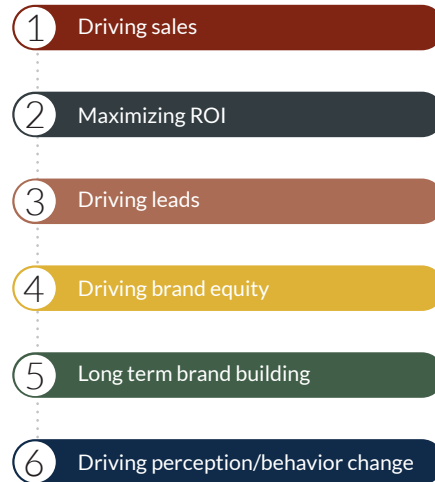 1 Driving sales
2 Maximizing ROI
3 Driving leads
4 Driving brand equity
5 Long term brand building
6 Driving perception/behavior change